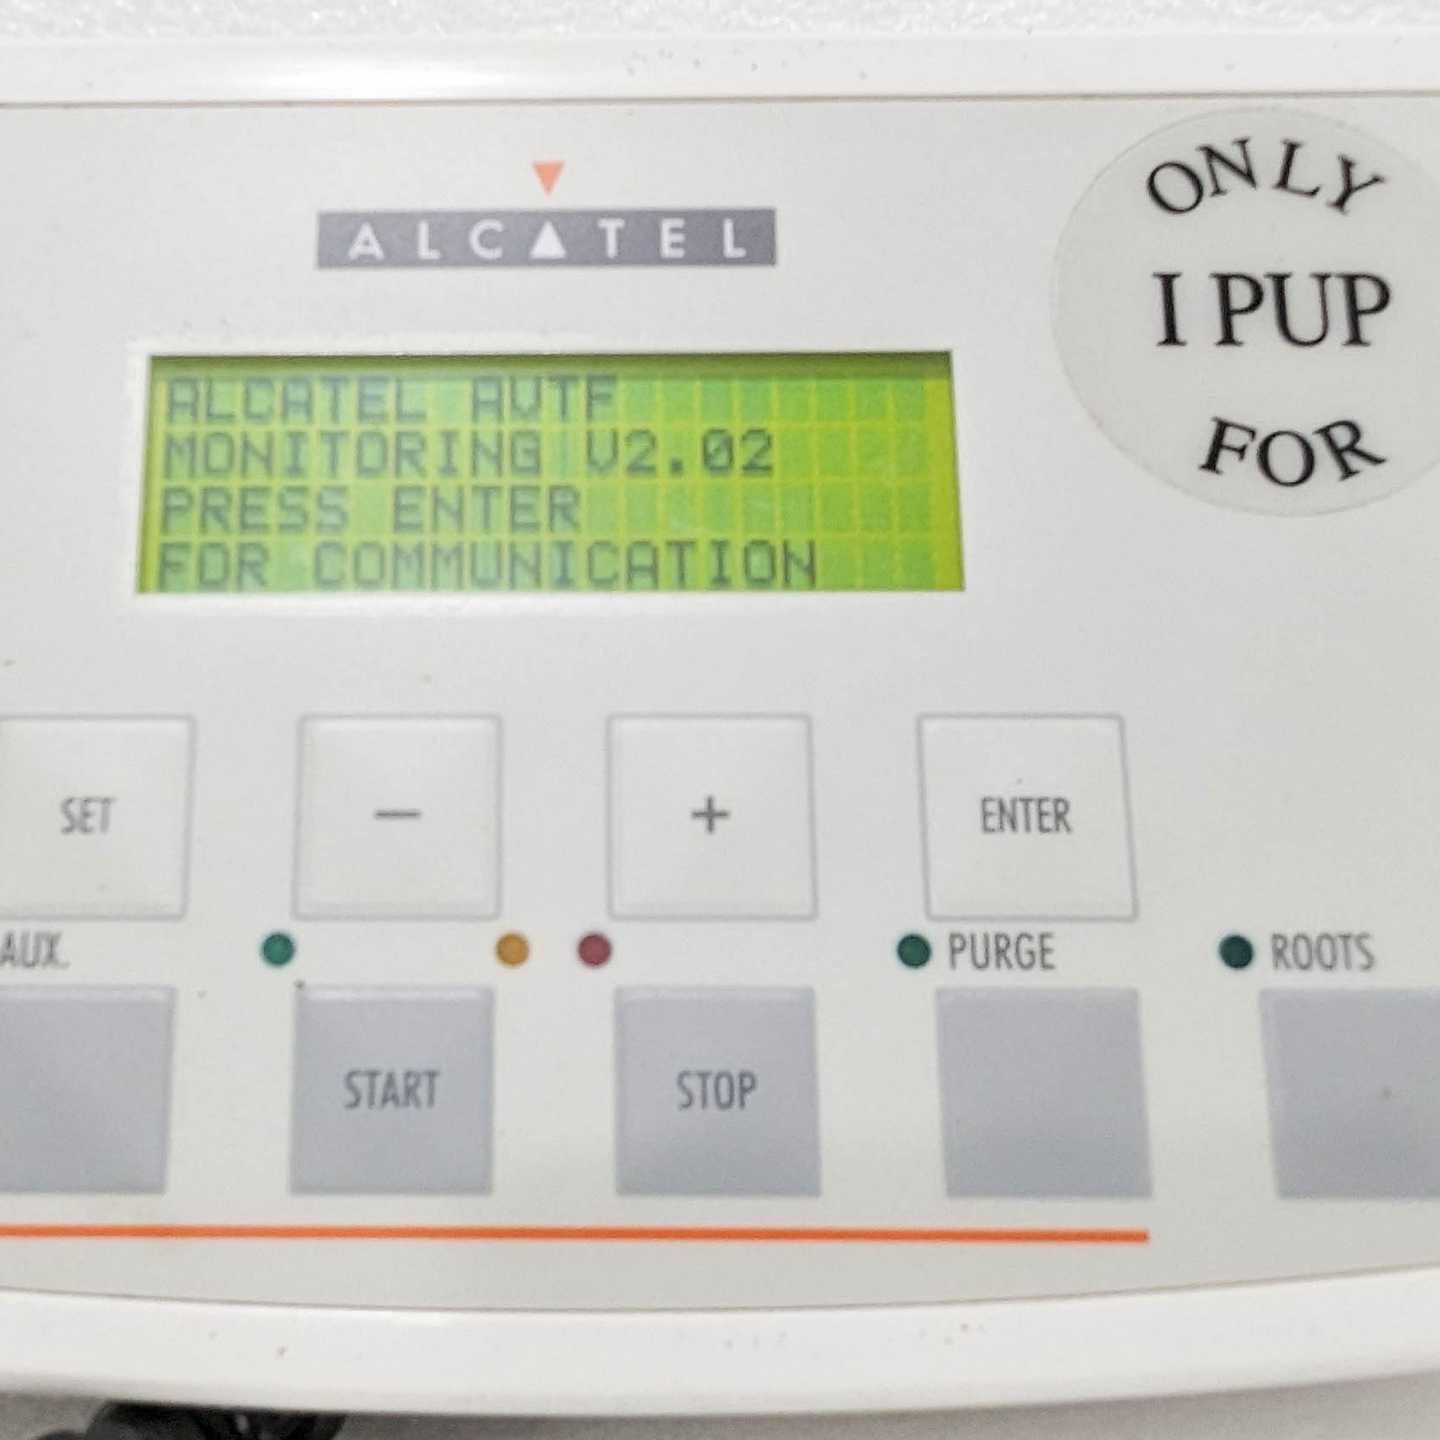 ALCATEL
ONLY
I PUP
FOR
ALCATEL AVTF
MONITORING V2.02
PRESS ENTER
FOR COMMUNICATION
SET
−
+
ENTER
AUX.
PURGE
ROOTS
START
STOP